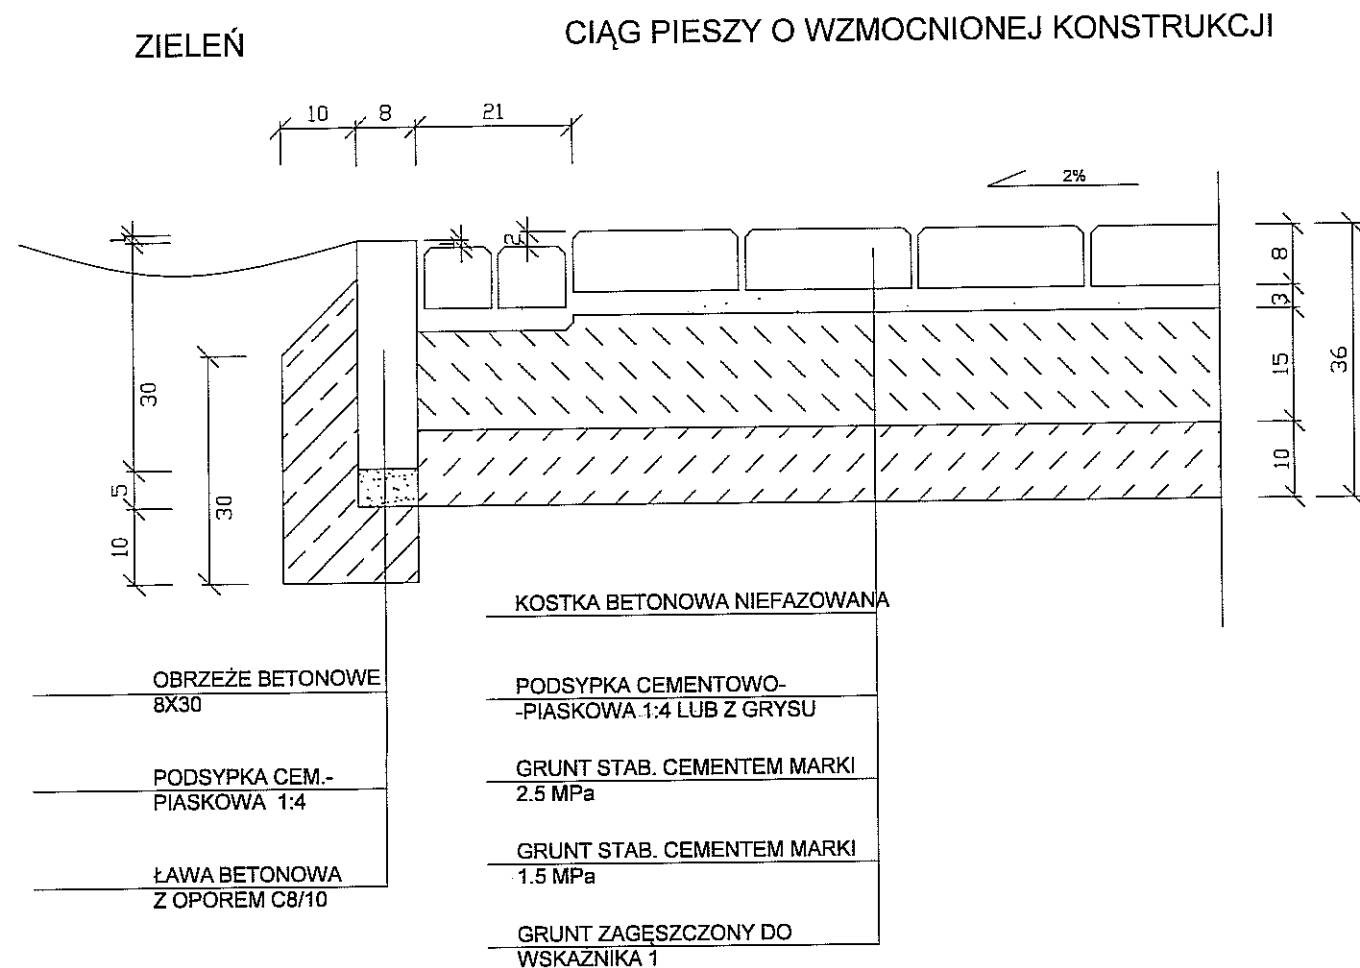 ZIELEŃ
CIĄG PIESZY O WZMOCNIONEJ KONSTRUKCJI
10
8
21
2%
1
1
2
30
5
10
30
8
3
15
10
36
OBRZEŻE BETONOWE
8X30
PODSYPKA CEM.-
PIASKOWA 1:4
ŁAWA BETONOWA
Z OPOREM C8/10
KOSTKA BETONOWA NIEFAZOWANA
PODSYPKA CEMENTOWO-
-PIASKOWA 1:4 LUB Z GRYSU
GRUNT STAB. CEMENTEM MARKI
2.5 MPa
GRUNT STAB. CEMENTEM MARKI
1.5 MPa
GRUNT ZAGĘSZCZONY DO
WSKAŹNIKA 1